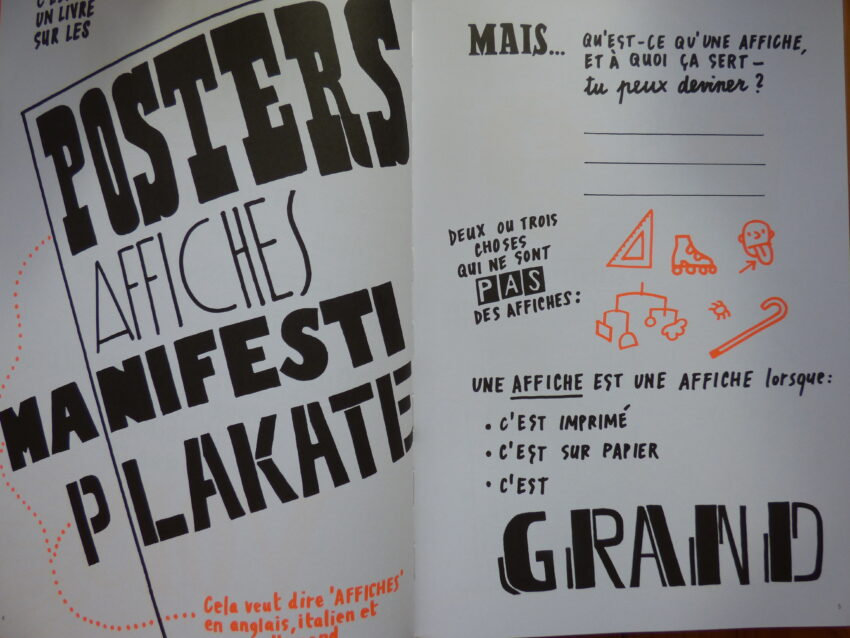 UN LIVRE
SUR LES
POSTERS
AFFICHES
MANIFESTI
PLAKATE
Cela veut dire 'AFFICHES'
en anglais, italien et
4
MAIS...
QU'EST-CE QU'UNE AFFICHE,
ET À QUOI ÇA SERT –
tu peux deviner ?
DEUX OU TROIS
CHOSES
QUI NE SONT
PAS
DES AFFICHES :
UNE AFFICHE EST UNE AFFICHE lorsque :
• C'EST IMPRIMÉ
• C'EST SUR PAPIER
• C'EST
GRAND
5